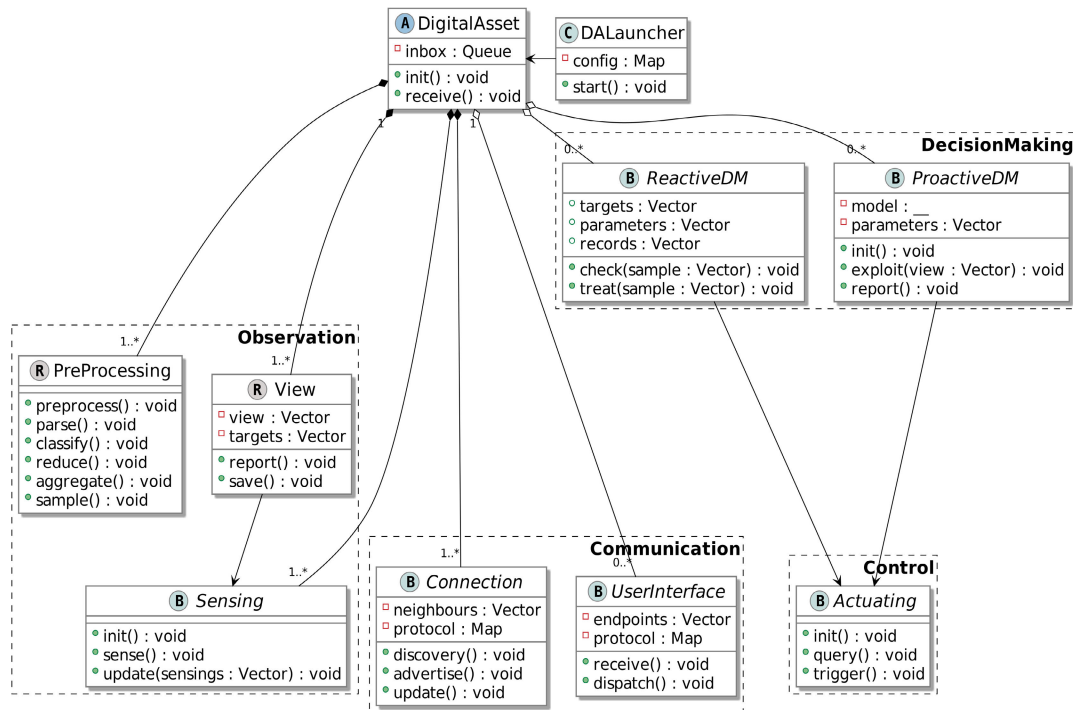 A DigitalAsset
inbox : Queue
init() : void
receive() : void
C DALauncher
config : Map
start() : void
1
1
0..*
0..*
DecisionMaking
B ReactiveDM
targets : Vector
parameters : Vector
records : Vector
check(sample : Vector) : void
treat(sample : Vector) : void
B ProactiveDM
model : __
parameters : Vector
init() : void
exploit(view : Vector) : void
report() : void
Observation
1..*
1..*
R PreProcessing
preprocess() : void
parse() : void
classify() : void
reduce() : void
aggregate() : void
sample() : void
R View
view : Vector
targets : Vector
report() : void
save() : void
1..*
B Sensing
init() : void
sense() : void
update(sensings : Vector) : void
Communication
1..*
0..*
B Connection
neighbours : Vector
protocol : Map
discovery() : void
advertise() : void
update() : void
B UserInterface
endpoints : Vector
protocol : Map
receive() : void
dispatch() : void
Control
B Actuating
init() : void
query() : void
trigger() : void